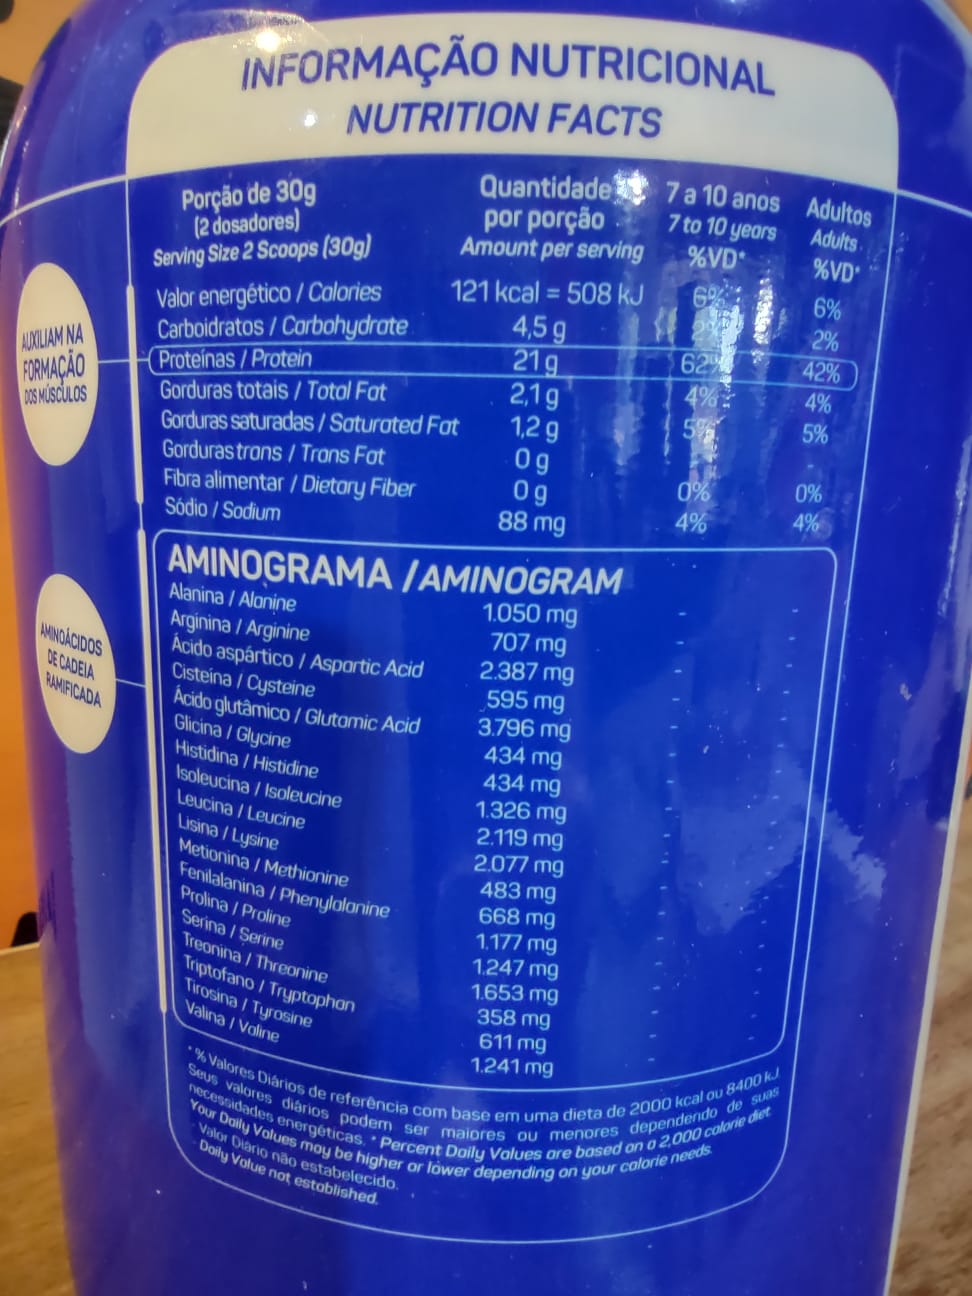 INFORMAÇÃO NUTRICIONAL
NUTRITION FACTS
Porção de 30g
(2 dosadores)
Serving Size 2 Scoops (30g)
Quantidade
por porção
Amount per serving
7 a 10 anos
7 to 10 years
%VD*
Adultos
Adults
%VD*
Valor energético / Calories 121 kcal = 508 kJ 6% 6%
Carboidratos / Carbohydrate 4,5 g 2% 2%
Proteínas / Protein 21 g 62% 42%
Gorduras totais / Total Fat 2,1 g 4% 4%
Gorduras saturadas / Saturated Fat 1,2 g 5% 5%
Gorduras trans / Trans Fat 0 g -
Fibra alimentar / Dietary Fiber 0 g 0% 0%
Sódio / Sodium 88 mg 4% 4%
AUXILIAM NA
FORMAÇÃO
DOS MÚSCULOS
AMINOÁCIDOS
DE CADEIA
RAMIFICADA
AMINOGRAMA / AMINOGRAM
Alanina / Alanine 1.050 mg - -
Arginina / Arginine 707 mg - -
Ácido aspártico / Aspartic Acid 2.387 mg - -
Cisteína / Cysteine 595 mg - -
Ácido glutâmico / Glutamic Acid 3.796 mg - -
Glicina / Glycine 434 mg - -
Histidina / Histidine 434 mg - -
Isoleucina / Isoleucine 1.326 mg - -
Leucina / Leucine 2.119 mg - -
Lisina / Lysine 2.077 mg - -
Metionina / Methionine 483 mg - -
Fenilalanina / Phenylalanine 668 mg - -
Prolina / Proline 1.177 mg - -
Serina / Serine 1.247 mg - -
Treonina / Threonine 1.653 mg - -
Triptofano / Tryptophan 358 mg - -
Tirosina / Tyrosine 611 mg - -
Valina / Valine 1.241 mg - -
*% Valores Diários de referência com base em uma dieta de 2000 kcal ou 8400 kJ.
Seus valores diários podem ser maiores ou menores dependendo de suas
necessidades energéticas. * Percent Daily Values are based on a 2,000 calorie diet.
Your Daily Values may be higher or lower depending on your calorie needs.
Valor Diário não estabelecido.
Daily Value not established.